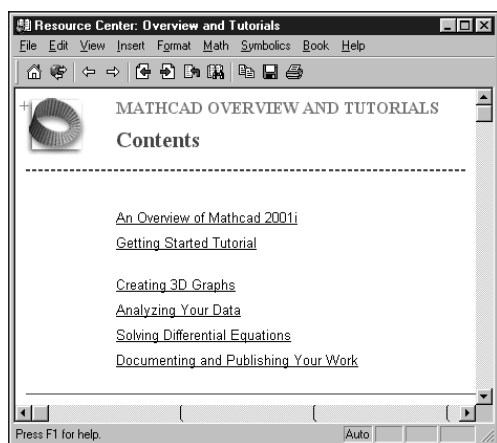 Resource Center: Overview and Tutorials
File Edit View Insert Format Math Symbolics Book Help
MATHCAD OVERVIEW AND TUTORIALS
Contents
An Overview of Mathcad 2001i
Getting Started Tutorial
Creating 3D Graphs
Analyzing Your Data
Solving Differential Equations
Documenting and Publishing Your Work
Press F1 for help. Auto